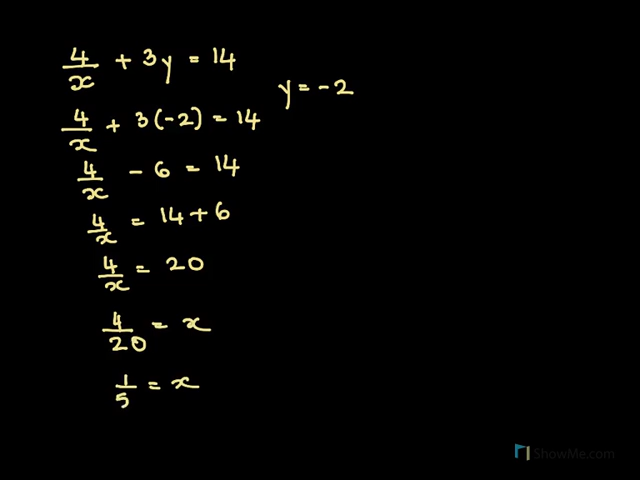 4/x + 3y = 14
y = -2
4/x + 3(-2) = 14
4/x - 6 = 14
4/x = 14 + 6
4/x = 20
4/20 = x
1/5 = x
ShowMe.com